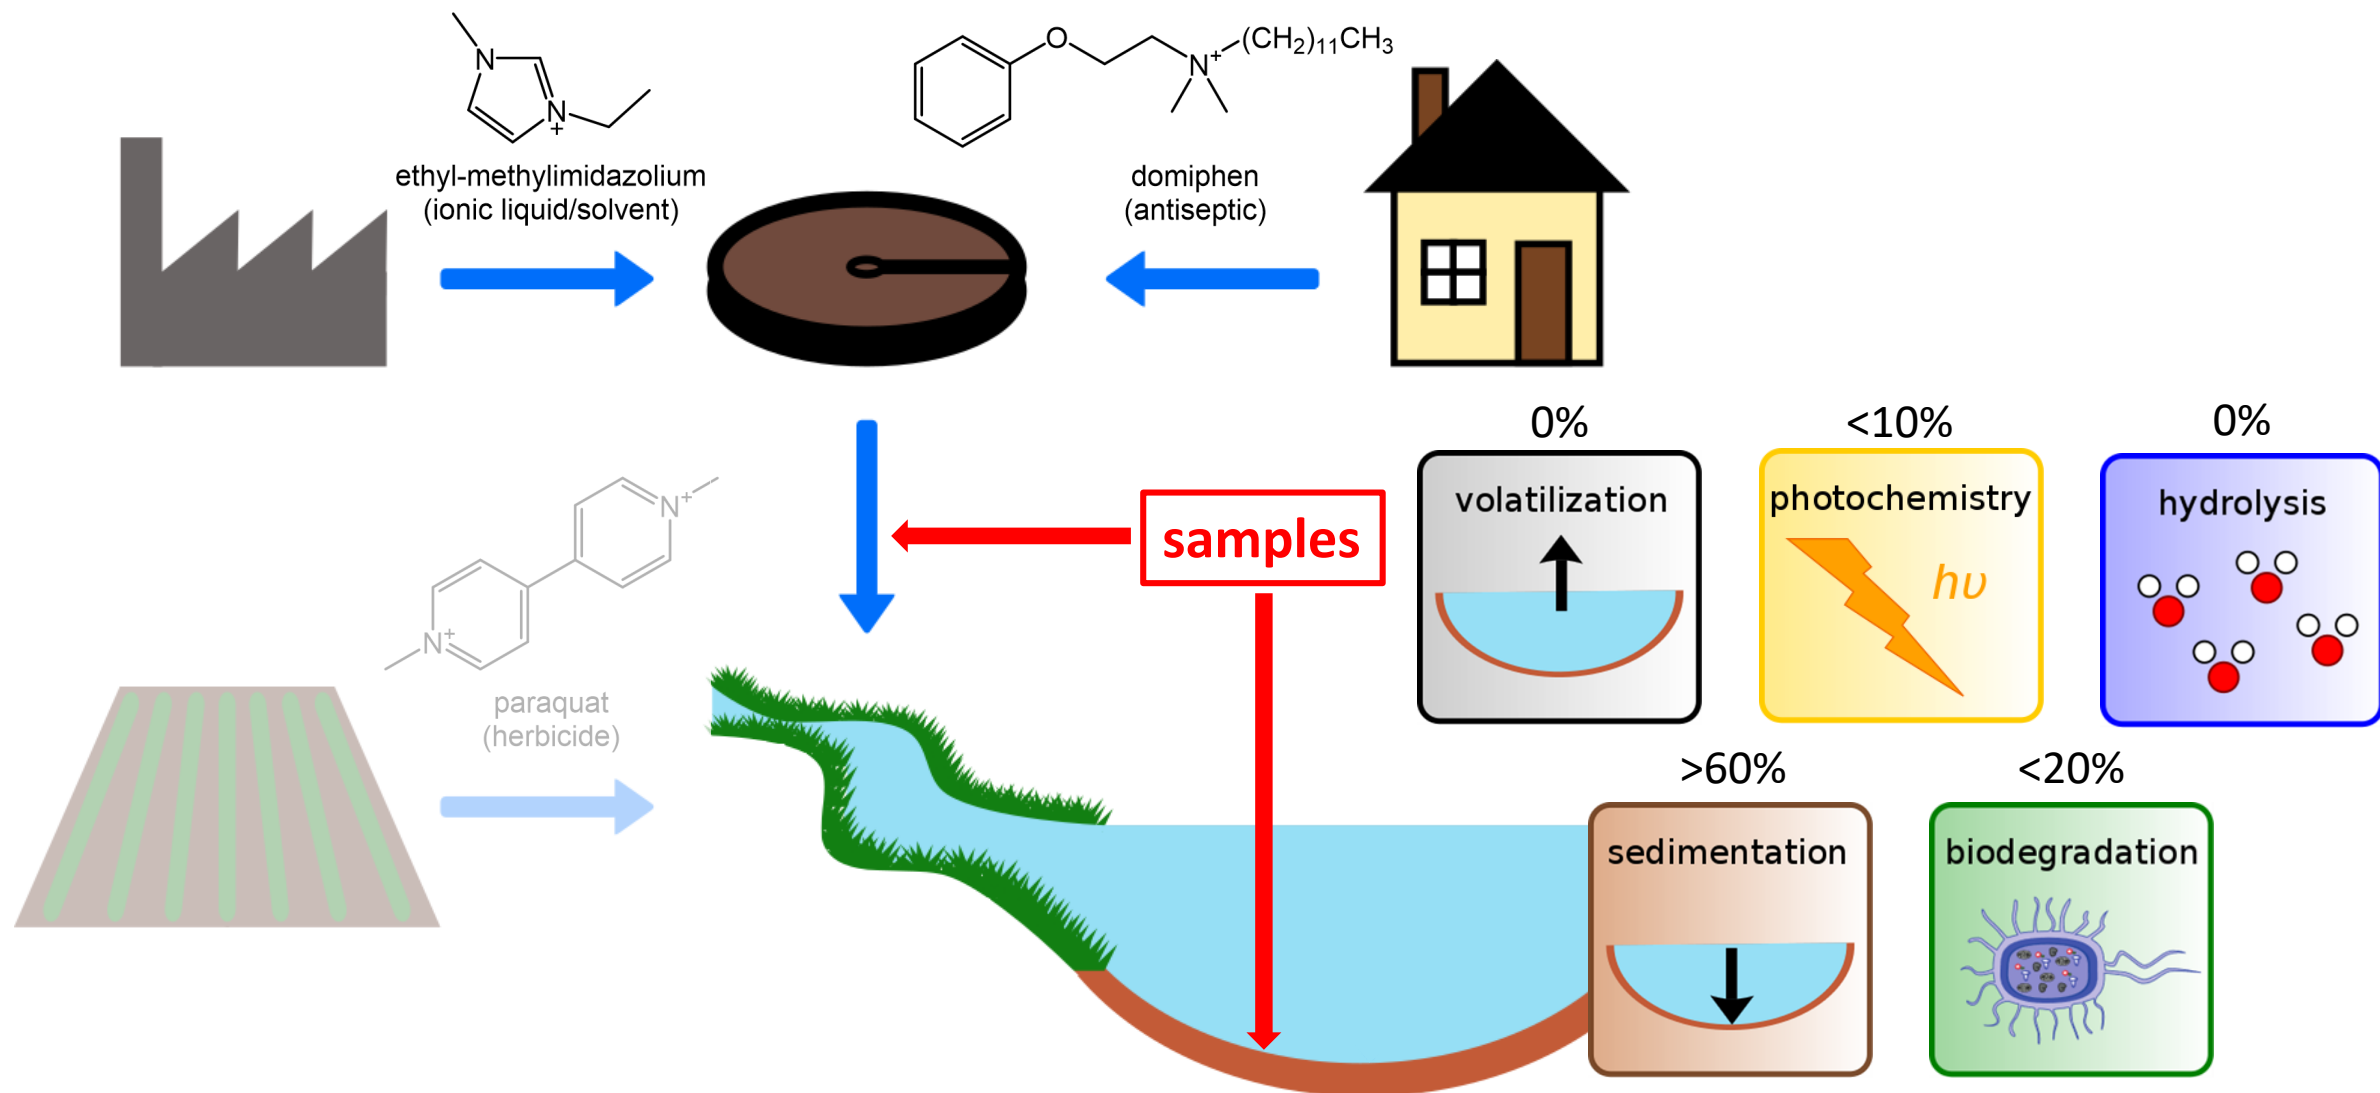 N
N
+
O
N+
(CH2)11CH3
ethyl-methylimidazolium
(ionic liquid/solvent)
domiphen
(antiseptic)
0%
<10%
0%
volatilization
photochemistry
hydrolysis
hυ
samples
N+
N+
paraquat
(herbicide)
>60%
<20%
sedimentation
biodegradation